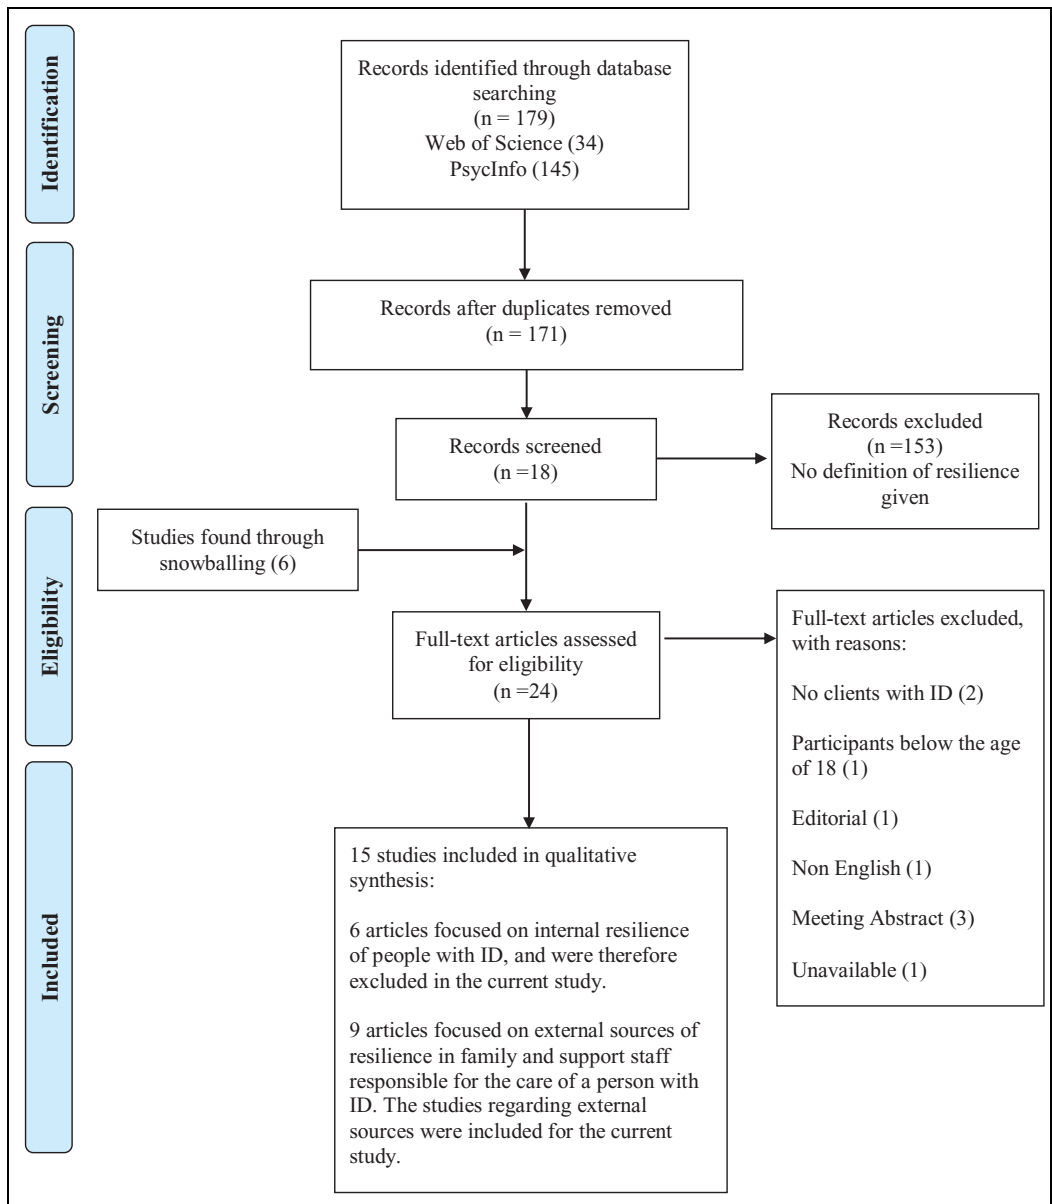 Identification
Records identified through database
searching
(n = 179)
Web of Science (34)
PsycInfo (145)
Screening
Records after duplicates removed
(n = 171)
Records screened
(n =18)
Records excluded
(n =153)
No definition of resilience
given
Eligibility
Studies found through
snowballing (6)
Full-text articles assessed
for eligibility
(n =24)
Full-text articles excluded,
with reasons:
No clients with ID (2)
Participants below the age
of 18 (1)
Editorial (1)
Non English (1)
Meeting Abstract (3)
Unavailable (1)
Included
15 studies included in qualitative
synthesis:
6 articles focused on internal resilience
of people with ID, and were therefore
excluded in the current study.
9 articles focused on external sources of
resilience in family and support staff
responsible for the care of a person with
ID. The studies regarding external
sources were included for the current
study.